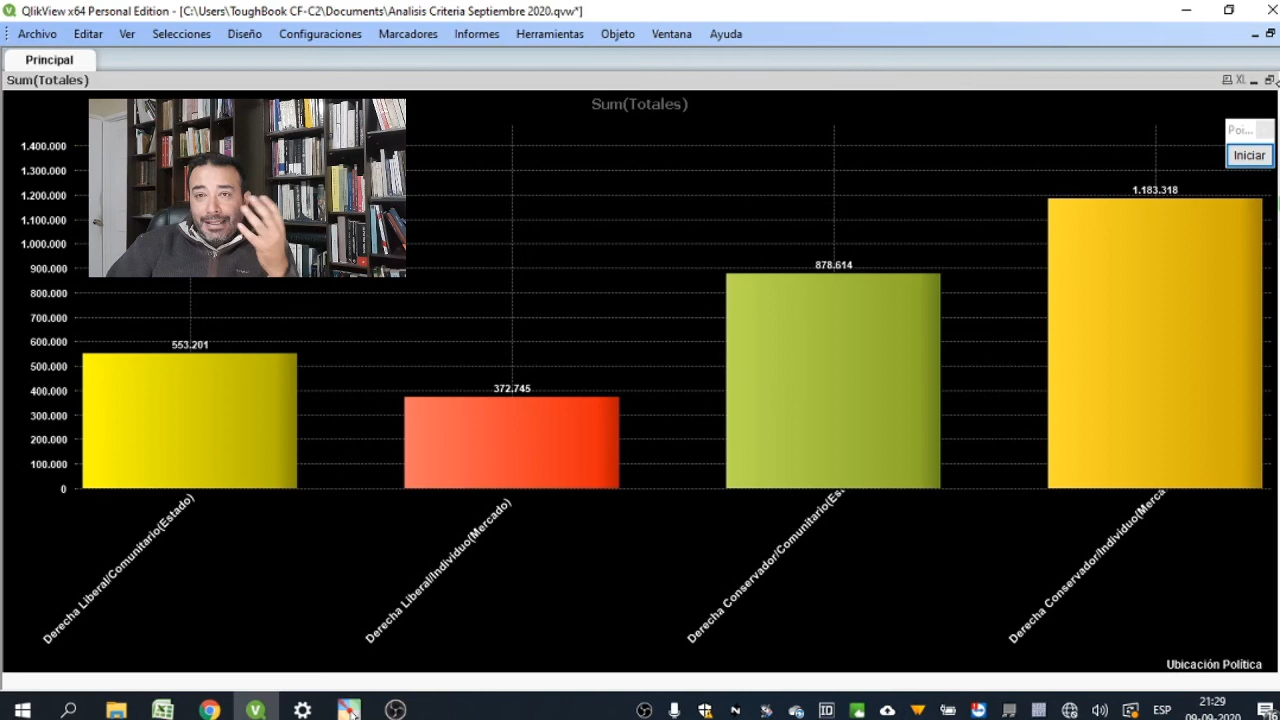 QlikView x64 Personal Edition - [C:\Users\ToughBook CF-C2\Documents\Analisis Criteria Septiembre 2020.qvw*]
Archivo Editar Ver Selecciones Diseño Configuraciones Marcadores Informes Herramientas Objeto Ventana Ayuda
Principal
Sum(Totales)
XL
Sum(Totales)
Poi...
Iniciar
1.400.000
1.300.000
1.200.000
1.100.000
1.000.000
900.000
800.000
700.000
600.000
500.000
400.000
300.000
200.000
100.000
0
553.201
372.745
878.614
1.183.318
Derecha Liberal/Comunitario(Estado)
Derecha Liberal/Individuo(Mercado)
Derecha Conservador/Comunitario(Es
Derecha Conservador/Individuo(Merca
Ubicación Política
ESP
21:29
09-09-2020